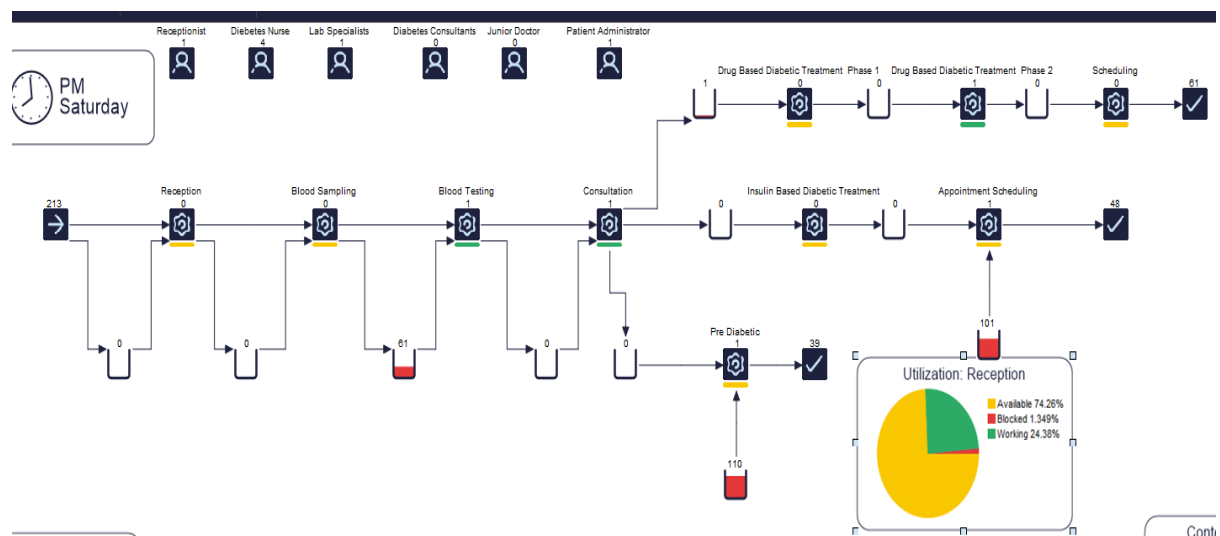 Receptionist
1
Diebetes Nurse
4
Lab Specialists
1
Diabetes Consultants
0
Junior Doctor
0
Patient Administrator
1
PM
Saturday
1
Drug Based Diabetic Treatment Phase 1
0
0
Drug Based Diabetic Treatment Phase 2
1
0
Scheduling
0
61
213
Reception
0
Blood Sampling
0
Blood Testing
1
Consultation
1
0
Insulin Based Diabetic Treatment
0
0
Appointment Scheduling
1
48
0
0
61
0
0
Pre Diabetic
1
39
101
110
Utilization: Reception
Available 74.26%
Blocked 1.349%
Working 24.38%